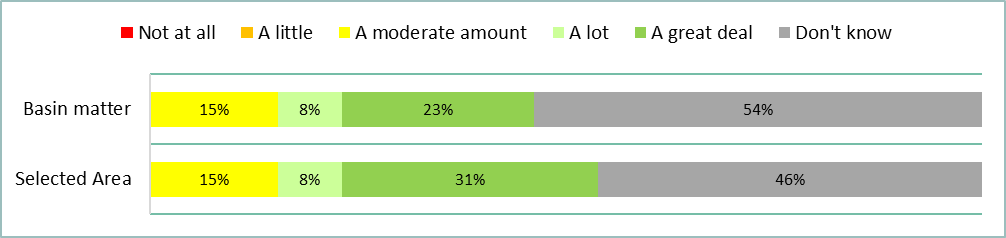 Not at all A little A moderate amount A lot A great deal Don't know
Basin matter 15% 8% 23% 54%
Selected Area 15% 8% 31% 46%